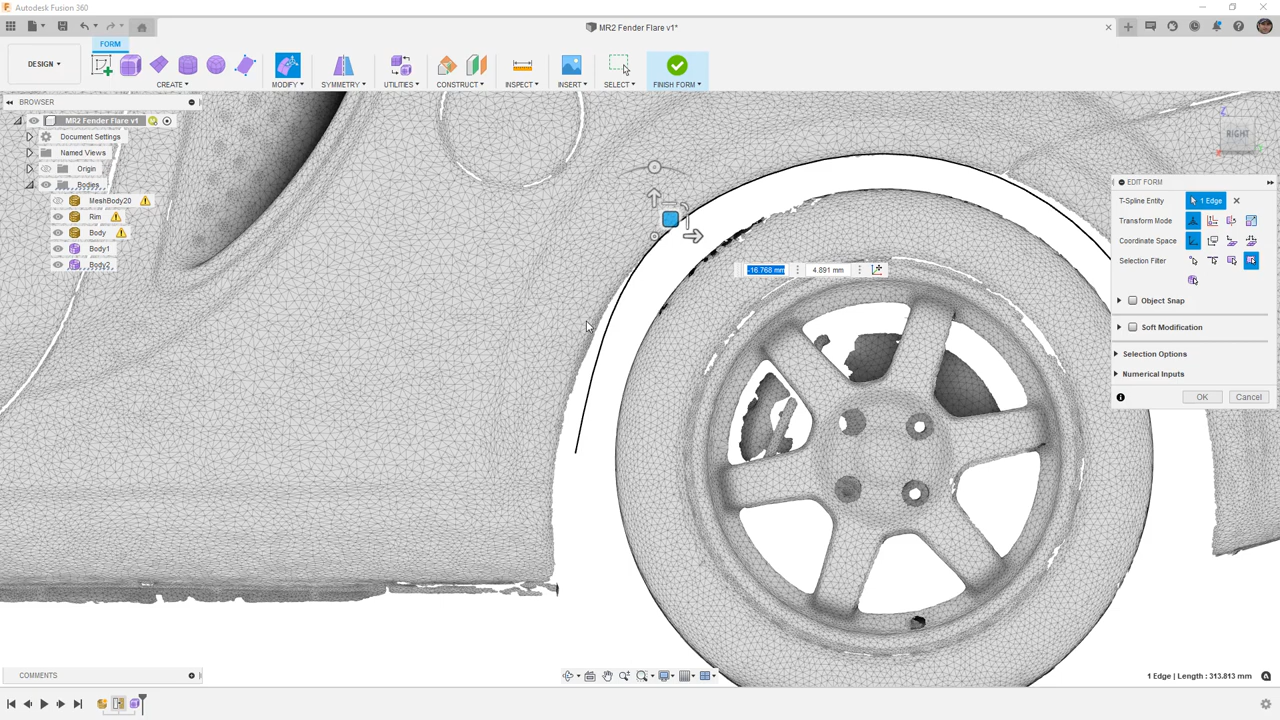 Autodesk Fusion 360
MR2 Fender Flare v1*
FORM
DESIGN
CREATE
MODIFY
SYMMETRY
UTILITIES
CONSTRUCT
INSPECT
INSERT
SELECT
FINISH FORM
BROWSER
MR2 Fender Flare v1
Document Settings
Named Views
Origin
Bodies
MeshBody20
Rim
Body
Body1
Body2
RIGHT
EDIT FORM
T-Spline Entity
1 Edge
Transform Mode
Coordinate Space
Selection Filter
Object Snap
Soft Modification
Selection Options
Numerical Inputs
OK
Cancel
-16.768 mm
4.891 mm
COMMENTS
1 Edge | Length : 313.813 mm